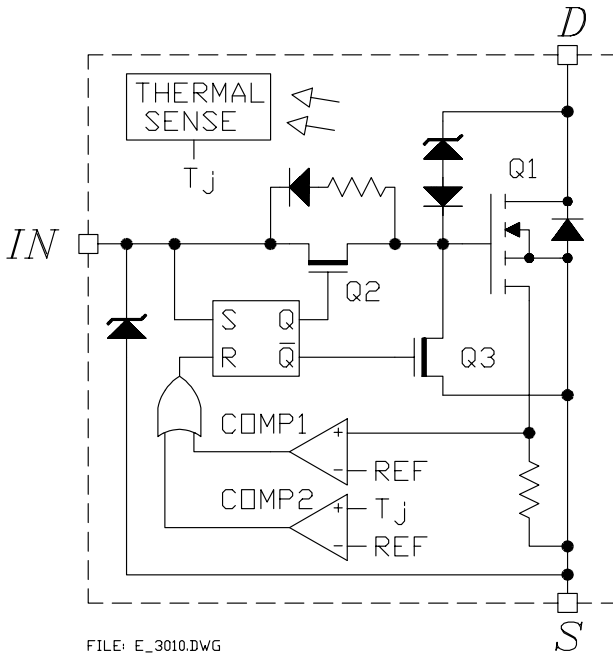 D
THERMAL
SENSE
Tj
Q1
IN
Q2
S Q
R Q̅
Q3
COMP1
+
- REF
COMP2
+ Tj
- REF
S
FILE: E_3010.DWG